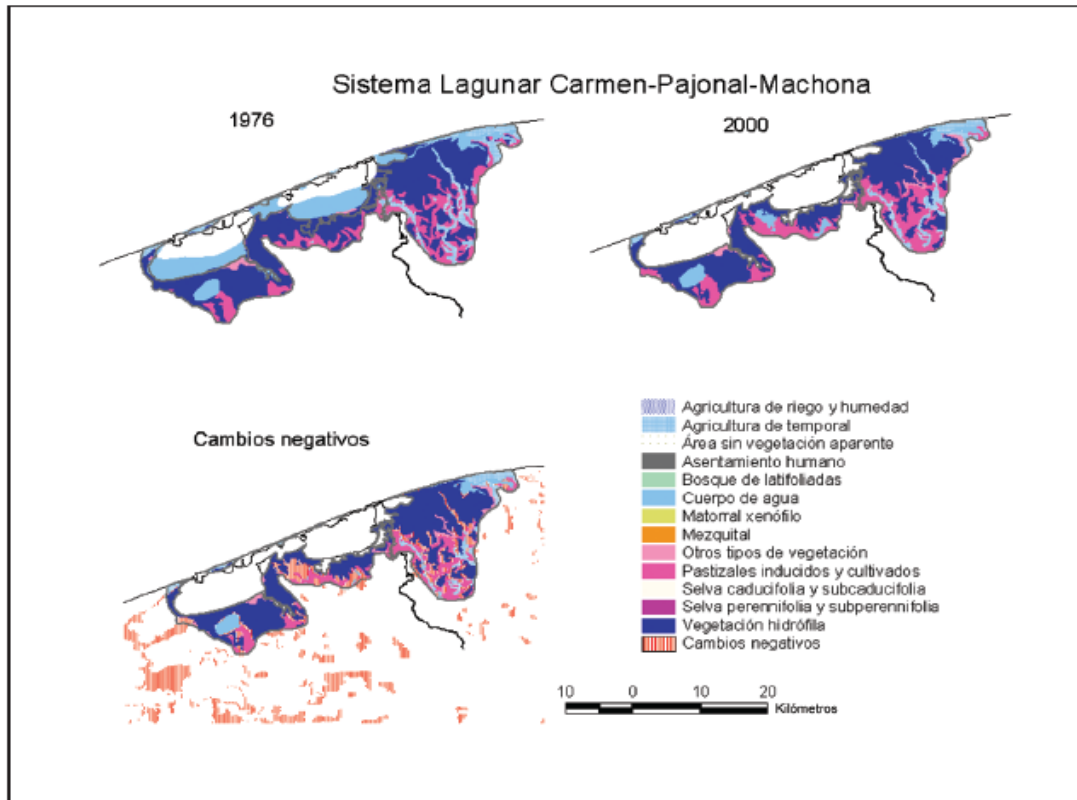 Sistema Lagunar Carmen-Pajonal-Machona
1976
2000
Cambios negativos
Agricultura de riego y humedad
Agricultura de temporal
Área sin vegetación aparente
Asentamiento humano
Bosque de latifoliadas
Cuerpo de agua
Matorral xenófilo
Mezquital
Otros tipos de vegetación
Pastizales inducidos y cultivados
Selva caducifolia y subcaducifolia
Selva perennifolia y subperennifolia
Vegetación hidrófila
Cambios negativos
10 0 10 20
Kilómetros